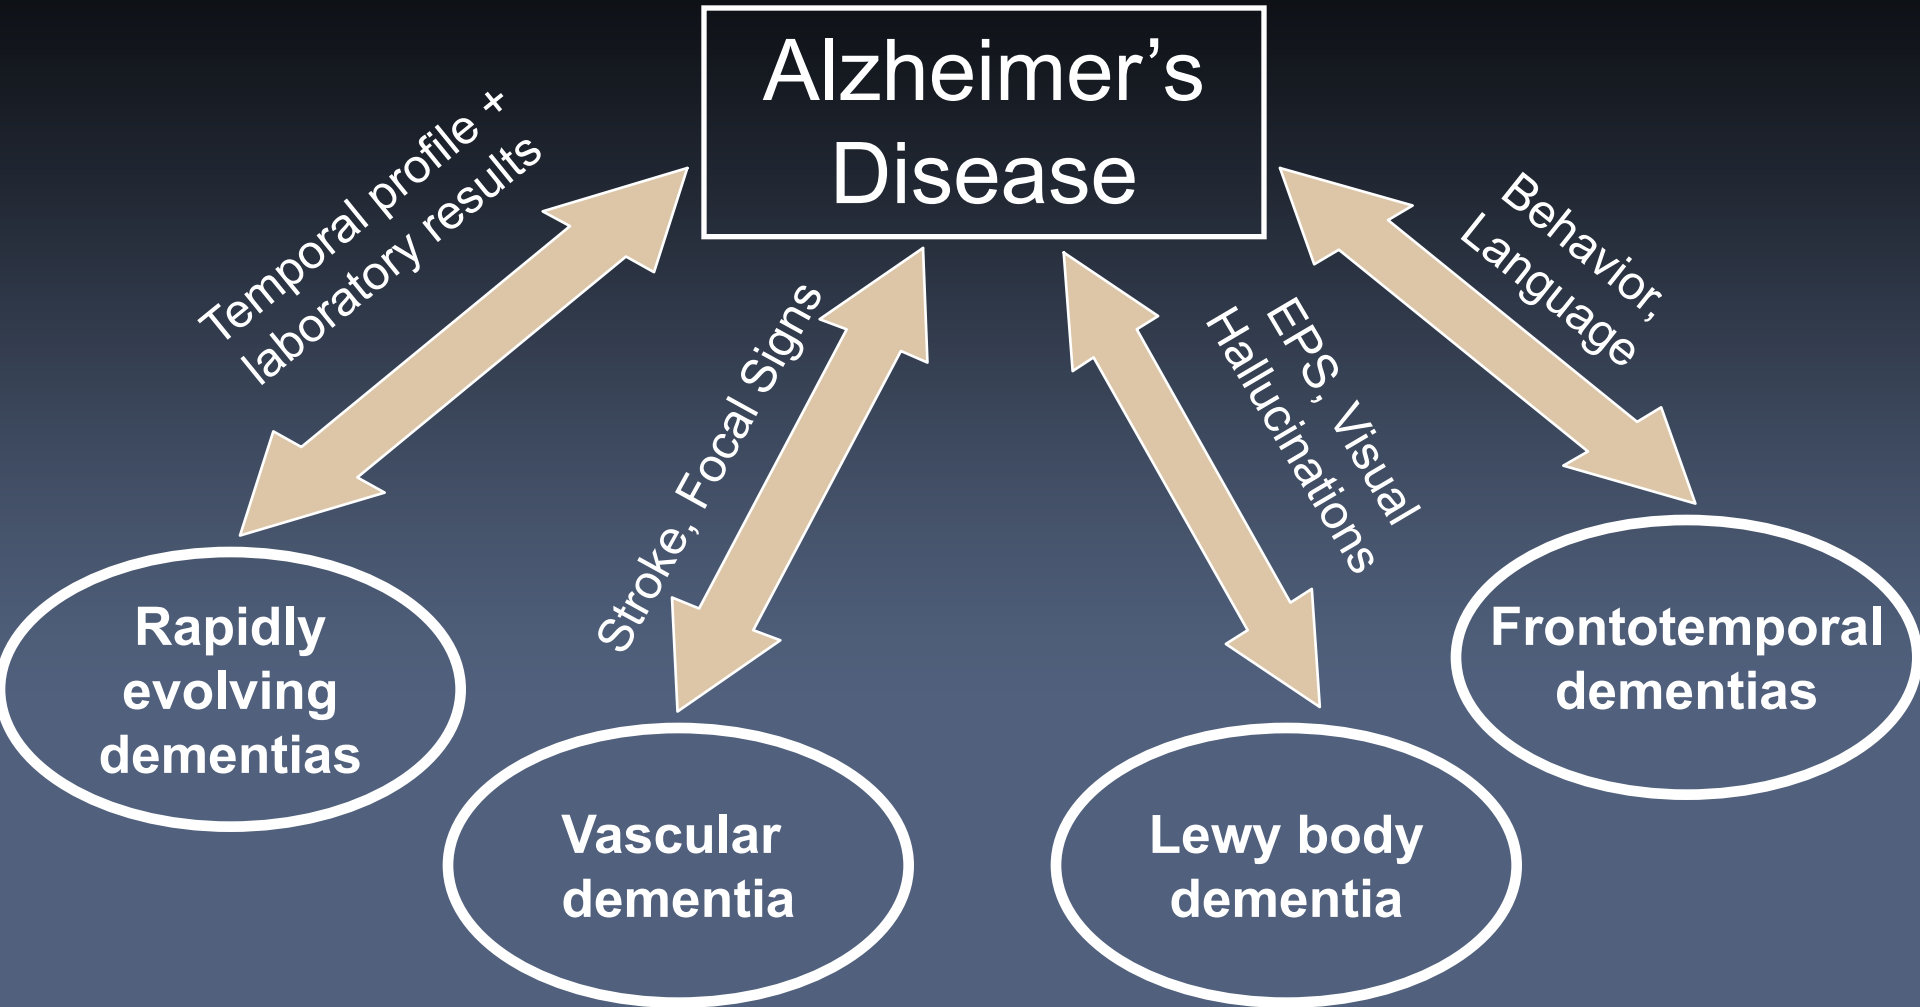 Alzheimer’s
Disease
Temporal profile +
laboratory results
Stroke, Focal Signs
EPS, Visual
Hallucinations
Behavior,
Language
Rapidly
evolving
dementias
Vascular
dementia
Lewy body
dementia
Frontotemporal
dementias